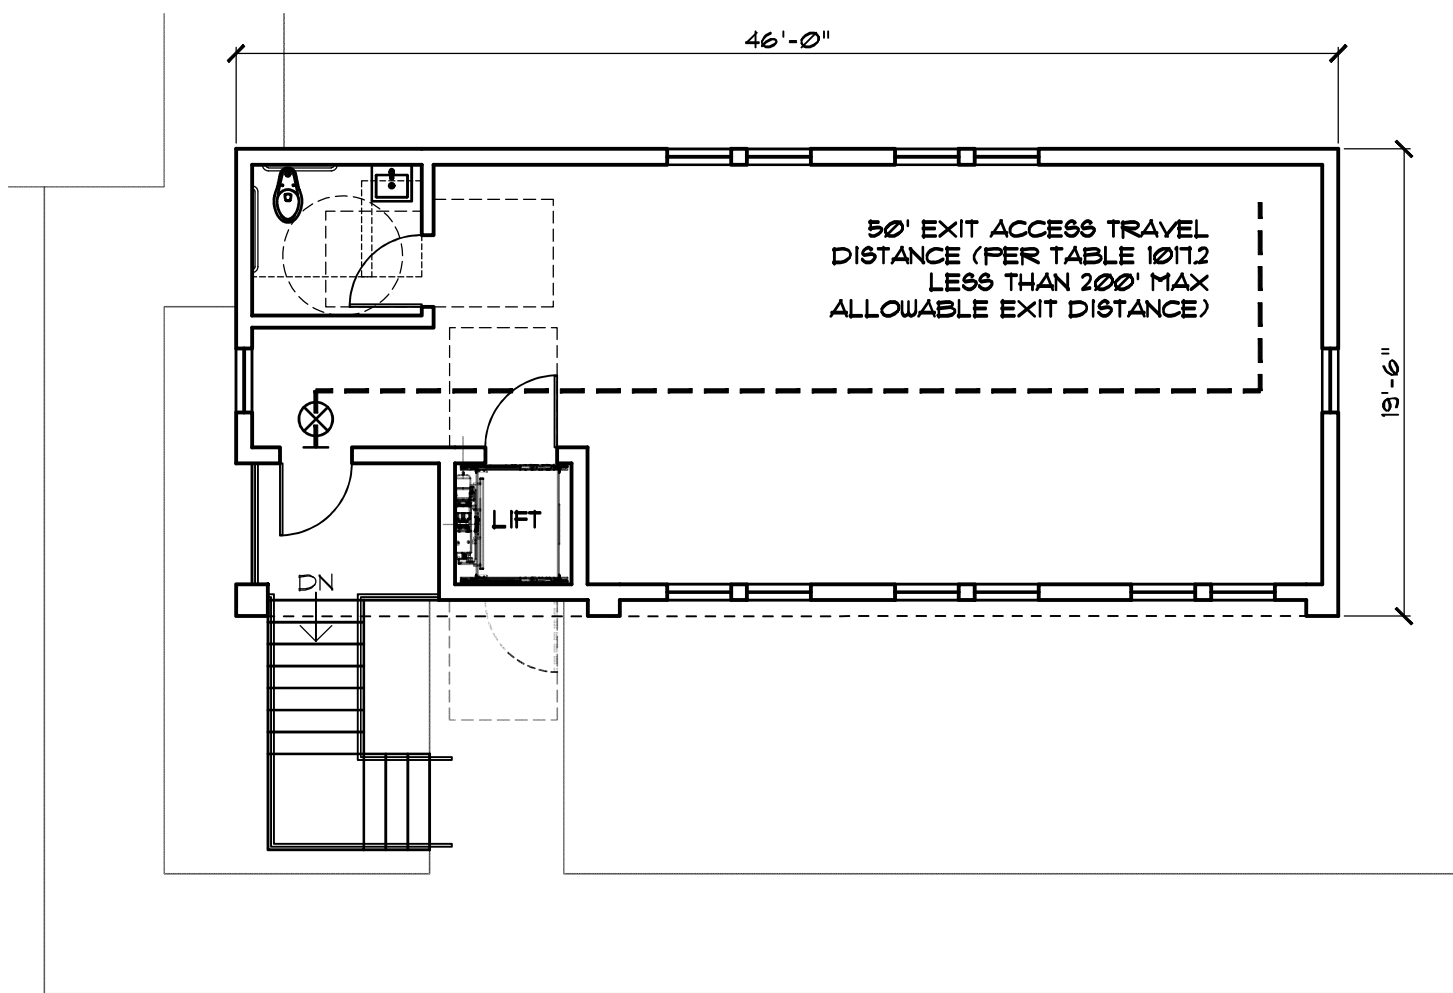 46'-0"
50' EXIT ACCESS TRAVEL
DISTANCE (PER TABLE 1017.2
LESS THAN 200' MAX
ALLOWABLE EXIT DISTANCE)
19'-6"
LIFT
DN